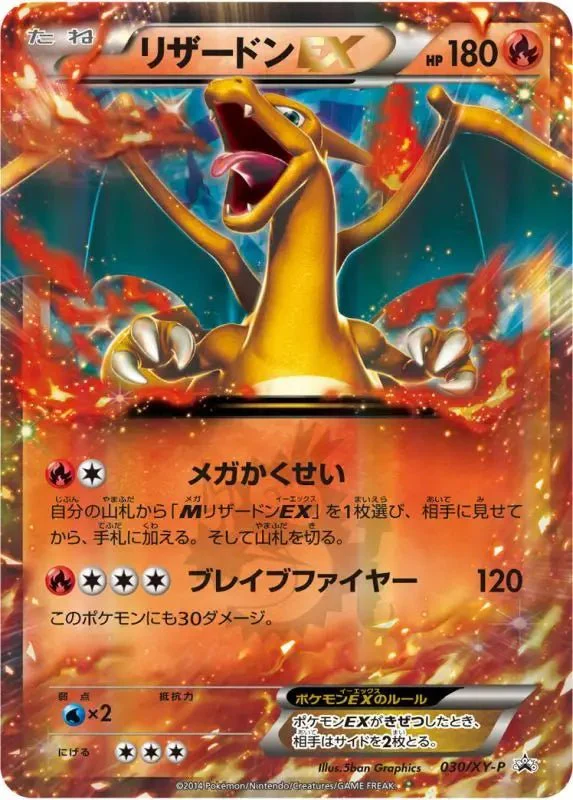 たね リザードンEX HP180
メガかくせい
自分の山札から「MリザードンEX」を1枚選び、相手に見せて
から、手札に加える。そして山札を切る。
ブレイブファイヤー 120
このポケモンにも30ダメージ。
弱点 抵抗力
×2
にげる
ポケモンEXのルール
ポケモンEXがきぜつしたとき、
相手はサイドを2枚とる。
Illus.5ban Graphics 030/XY-P
©2014 Pokémon/Nintendo/Creatures/GAME FREAK